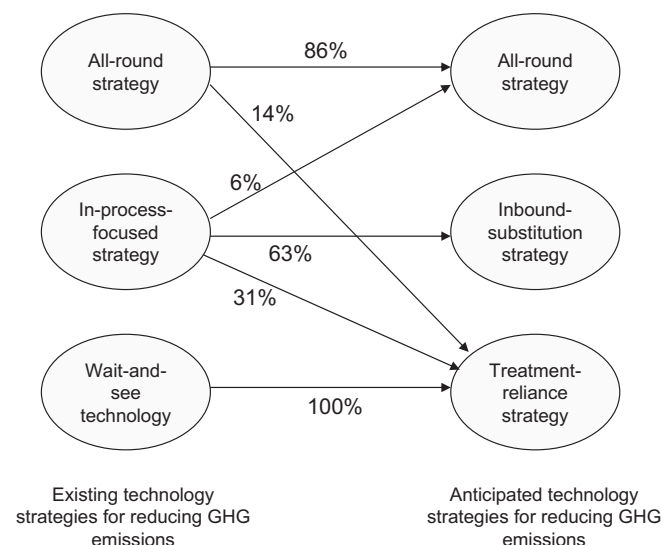 All-round
strategy
86%
All-round
strategy
14%
6%
In-process-
focused
strategy
63%
Inbound-
substitution
strategy
31%
Wait-and-
see
technology
100%
Treatment-
reliance
strategy
Existing technology
strategies for reducing GHG
emissions
Anticipated technology
strategies for reducing GHG
emissions